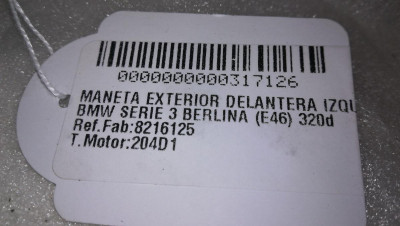 0000000000317126
MANETA EXTERIOR DELANTERA IZQU
BMW SERIE 3 BERLINA (E46) 320d
Ref.Fab:8216125
T.Motor:204D1